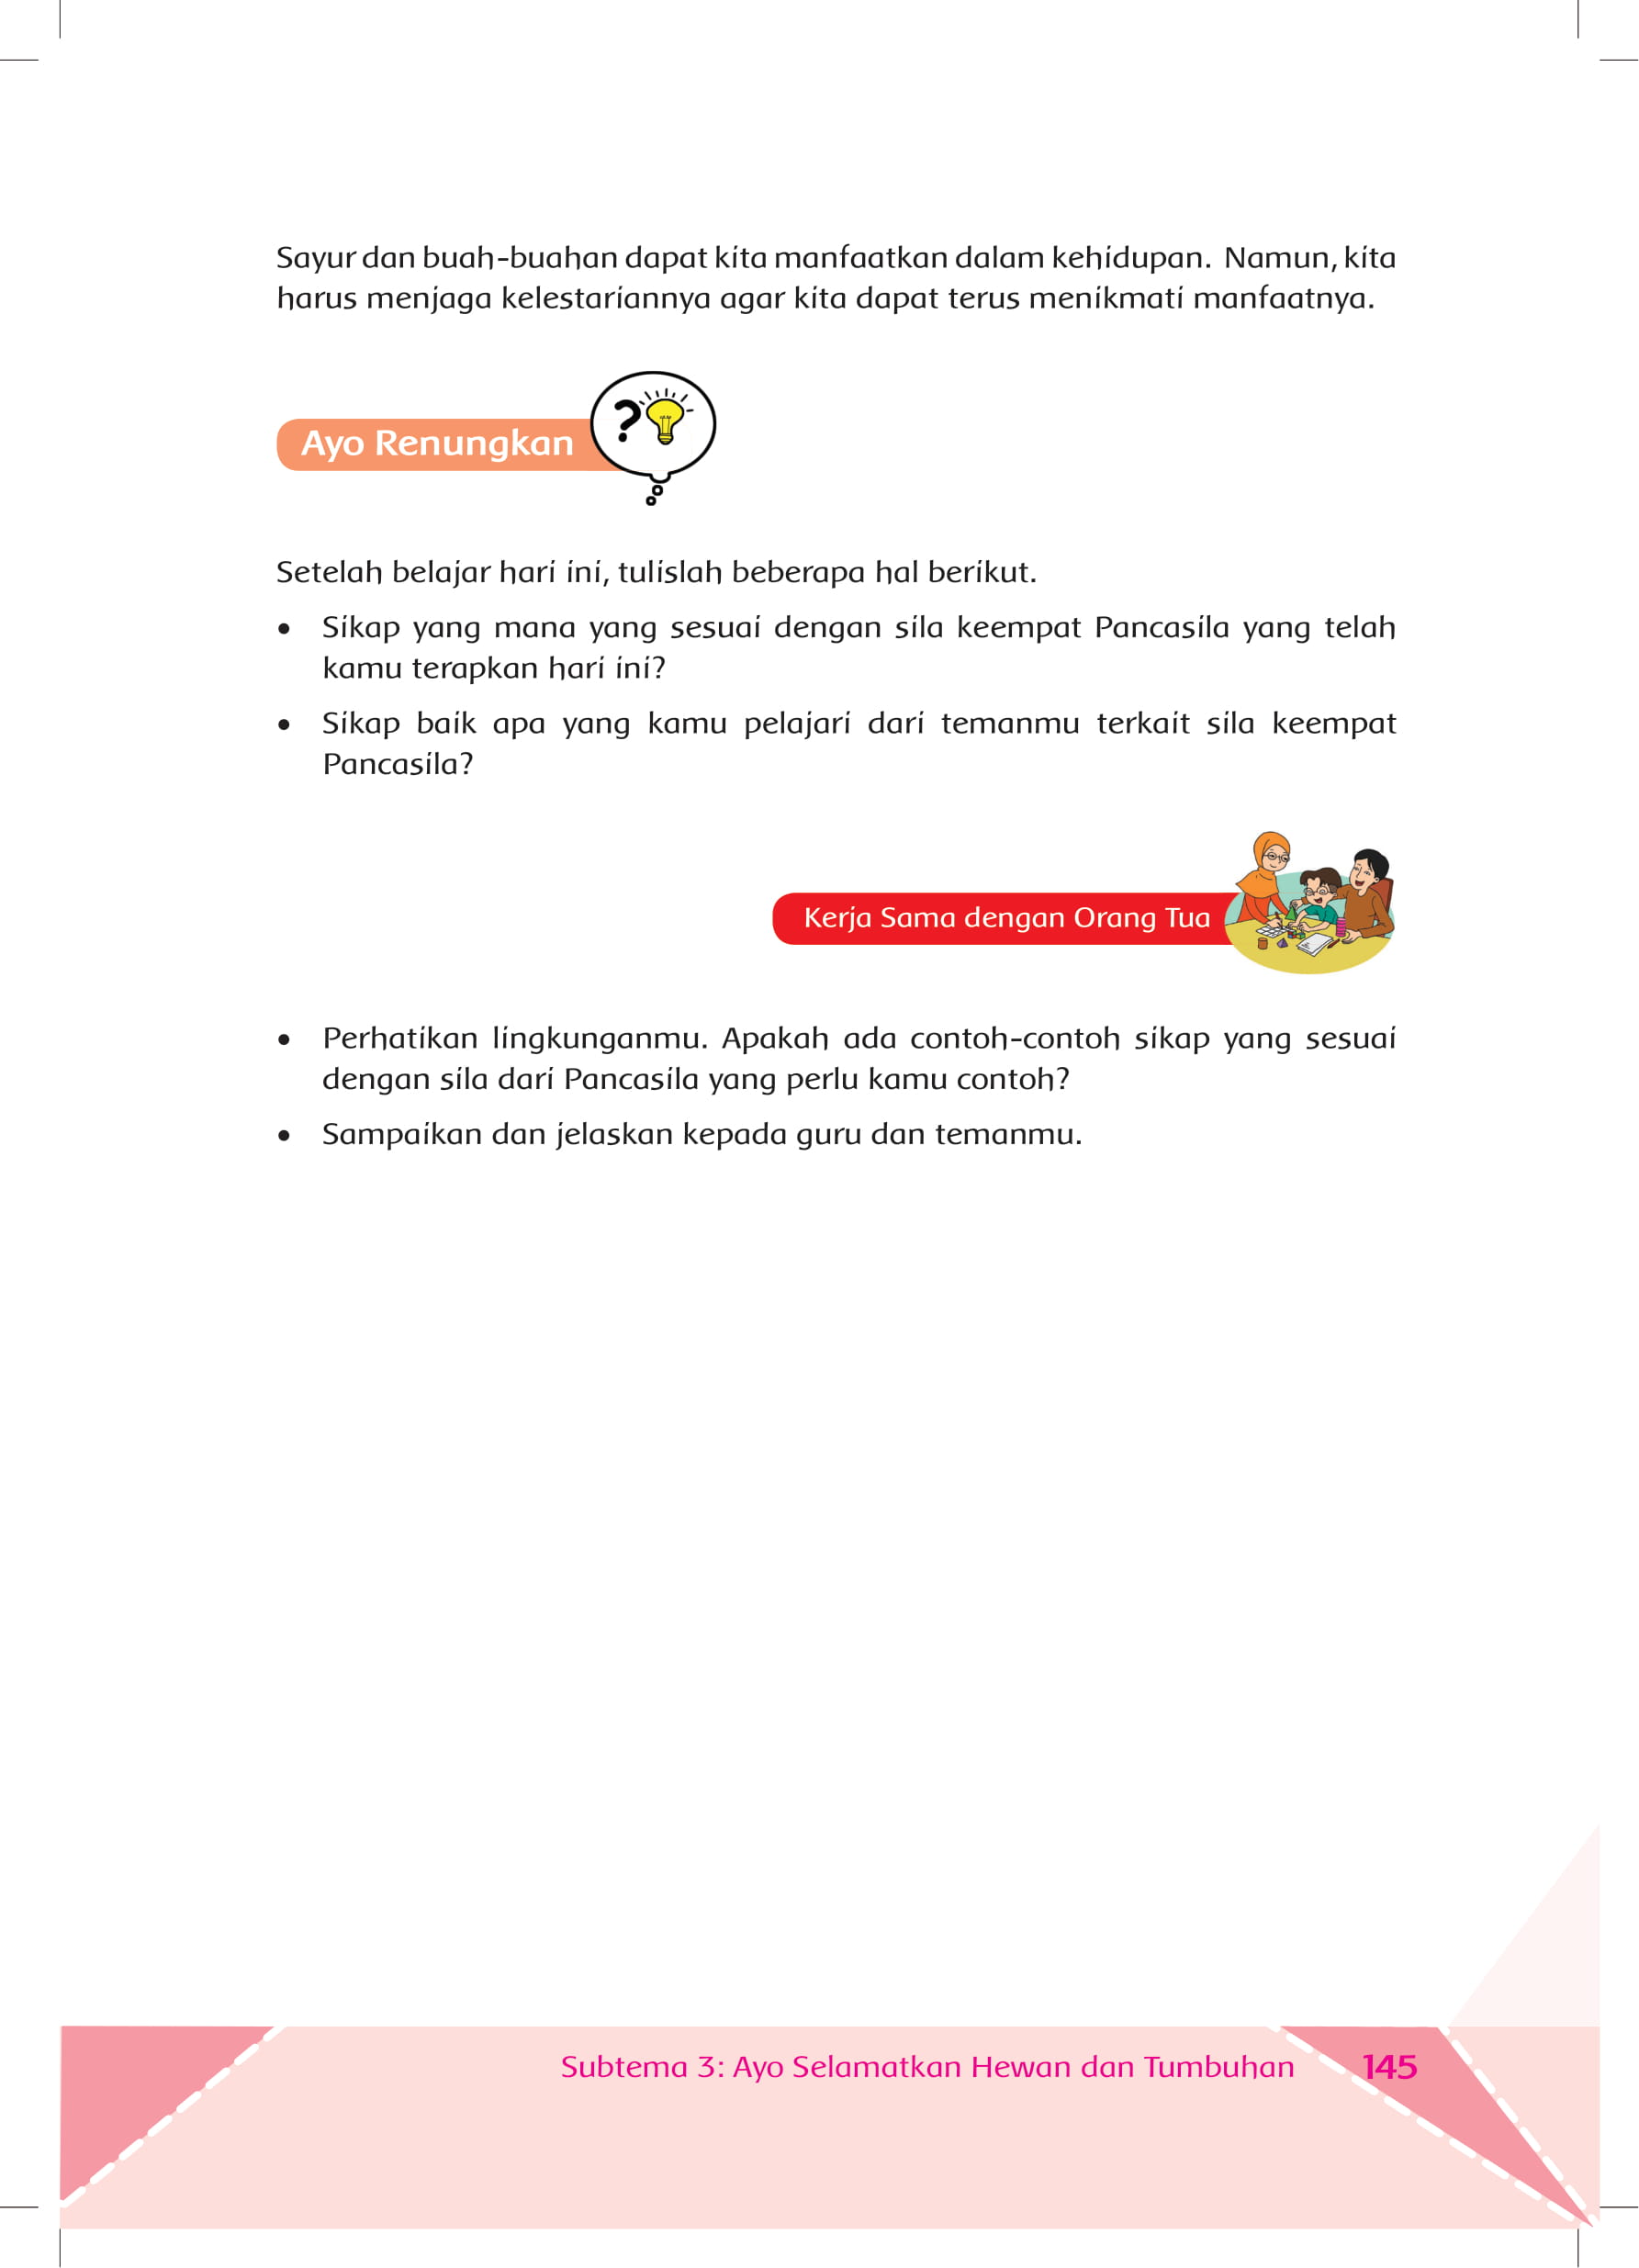 Sayur dan buah-buahan dapat kita manfaatkan dalam kehidupan. Namun, kita
harus menjaga kelestariannya agar kita dapat terus menikmati manfaatnya.
Ayo Renungkan
?
Setelah belajar hari ini, tulislah beberapa hal berikut.
• Sikap yang mana yang sesuai dengan sila keempat Pancasila yang telah
kamu terapkan hari ini?
• Sikap baik apa yang kamu pelajari dari temanmu terkait sila keempat
Pancasila?
Kerja Sama dengan Orang Tua
• Perhatikan lingkunganmu. Apakah ada contoh-contoh sikap yang sesuai
dengan sila dari Pancasila yang perlu kamu contoh?
• Sampaikan dan jelaskan kepada guru dan temanmu.
Subtema 3: Ayo Selamatkan Hewan dan Tumbuhan 145